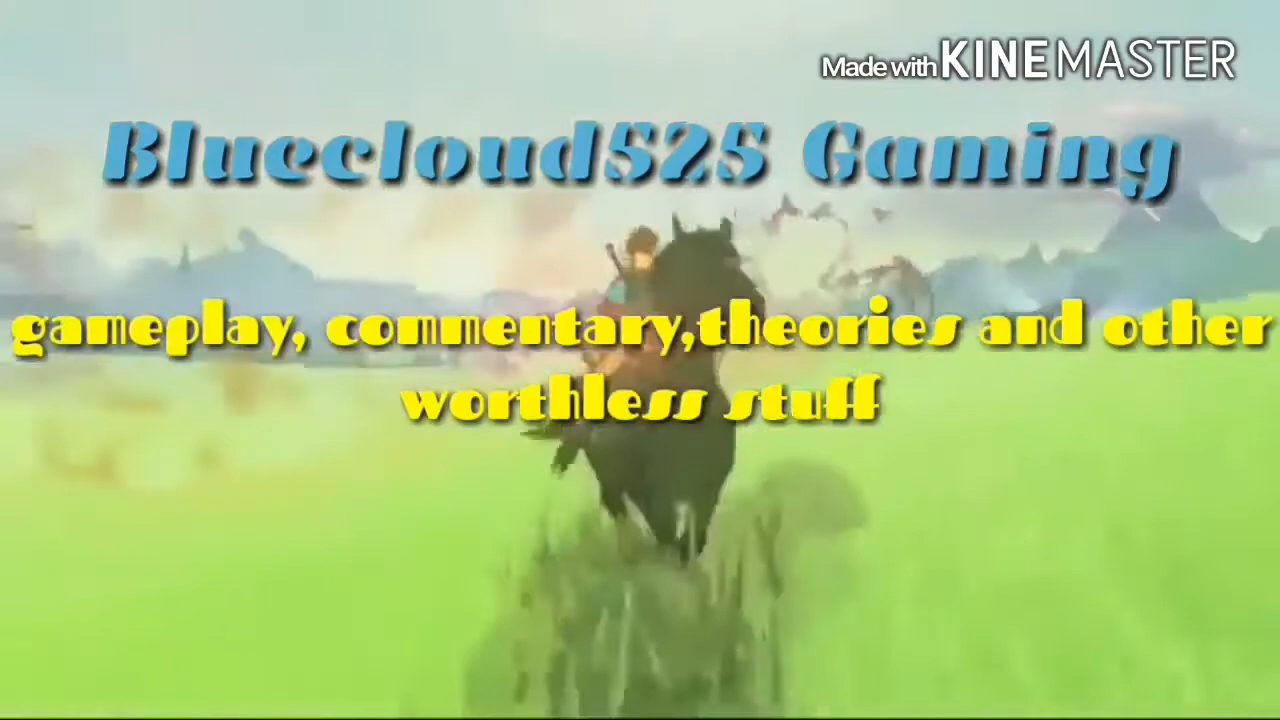 Made with KINEMASTER
Bluecloud525 Gaming
gameplay, commentary,theories and other
worthless stuff